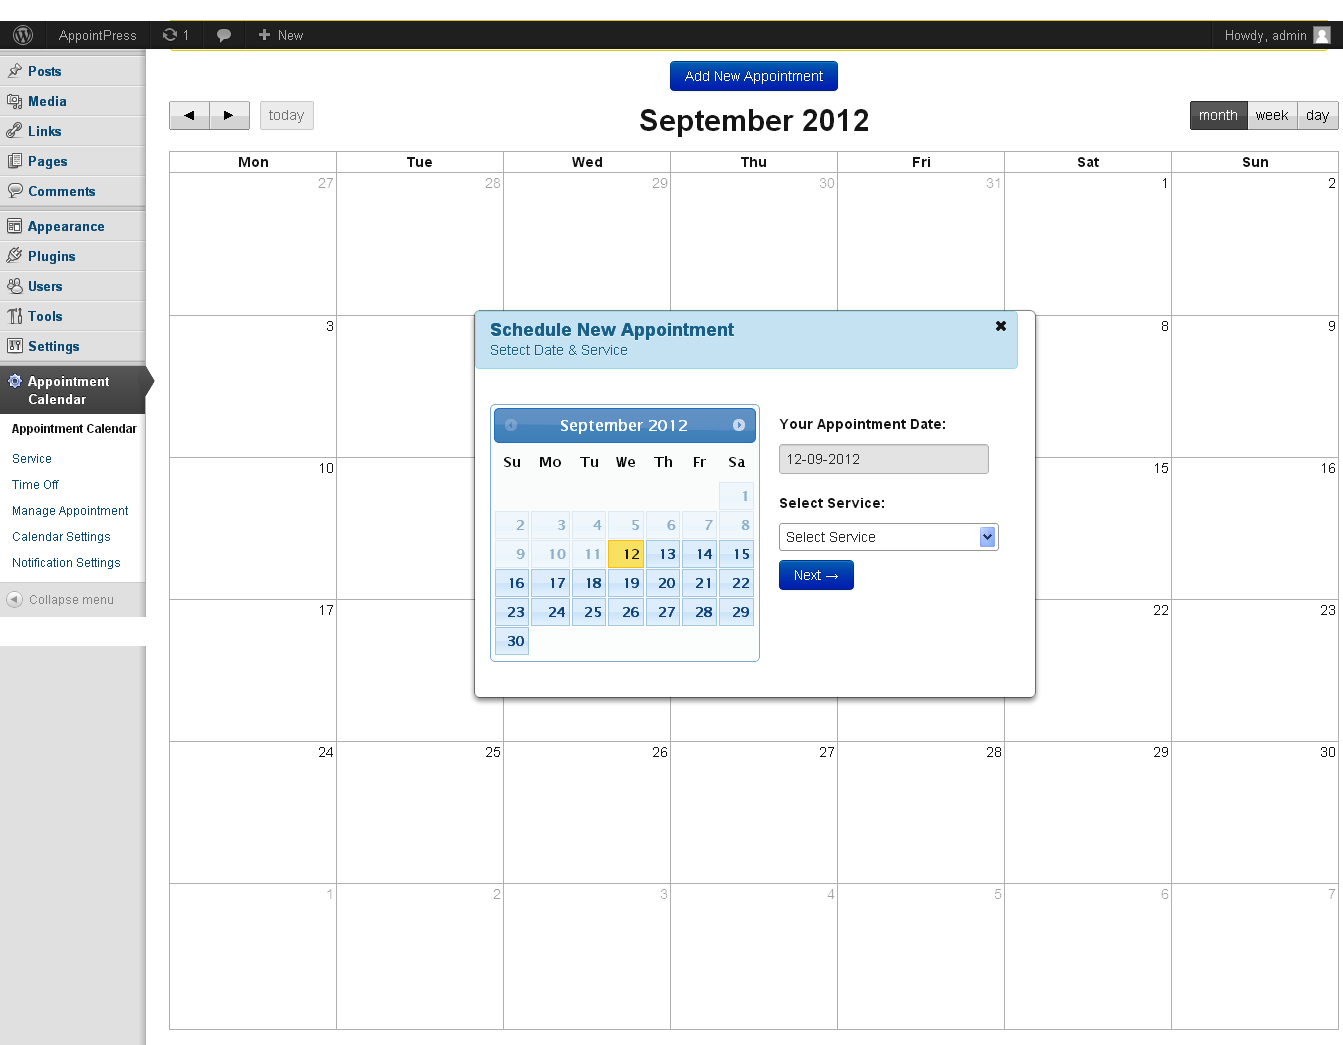 AppointPress 1 New Howdy, admin
Posts
Media
Links
Pages
Comments
Appearance
Plugins
Users
Tools
Settings
Appointment
Calendar
Appointment Calendar
Service
Time Off
Manage Appointment
Calendar Settings
Notification Settings
Collapse menu
Add New Appointment
today September 2012 month week day
Mon Tue Wed Thu Fri Sat Sun
27 28 29 30 31 1 2
3 8 9
10 15 16
17 22 23
24 25 26 27 28 29 30
1 2 3 4 5 6 7
Schedule New Appointment
Setect Date & Service
September 2012
Su Mo Tu We Th Fr Sa
1
2 3 4 5 6 7 8
9 10 11 12 13 14 15
16 17 18 19 20 21 22
23 24 25 26 27 28 29
30
Your Appointment Date:
12-09-2012
Select Service:
Select Service
Next →